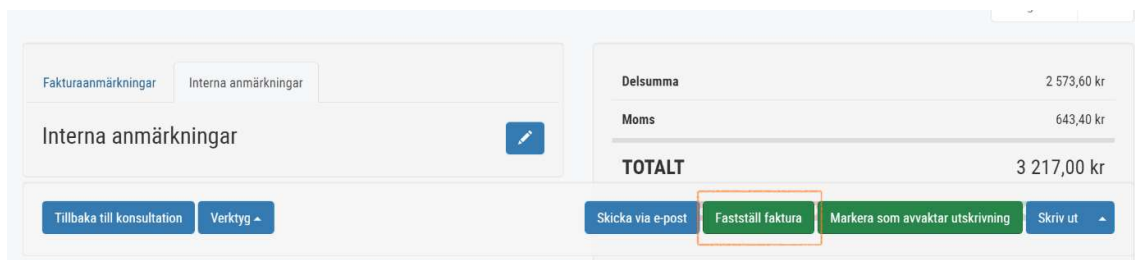 Fakturaanmärkningar Interna anmärkningar
Interna anmärkningar
Delsumma 2 573,60 kr
Moms 643,40 kr
TOTALT 3 217,00 kr
Tillbaka till konsultation Verktyg Skicka via e-post Fastställ faktura Markera som avvaktar utskrivning Skriv ut